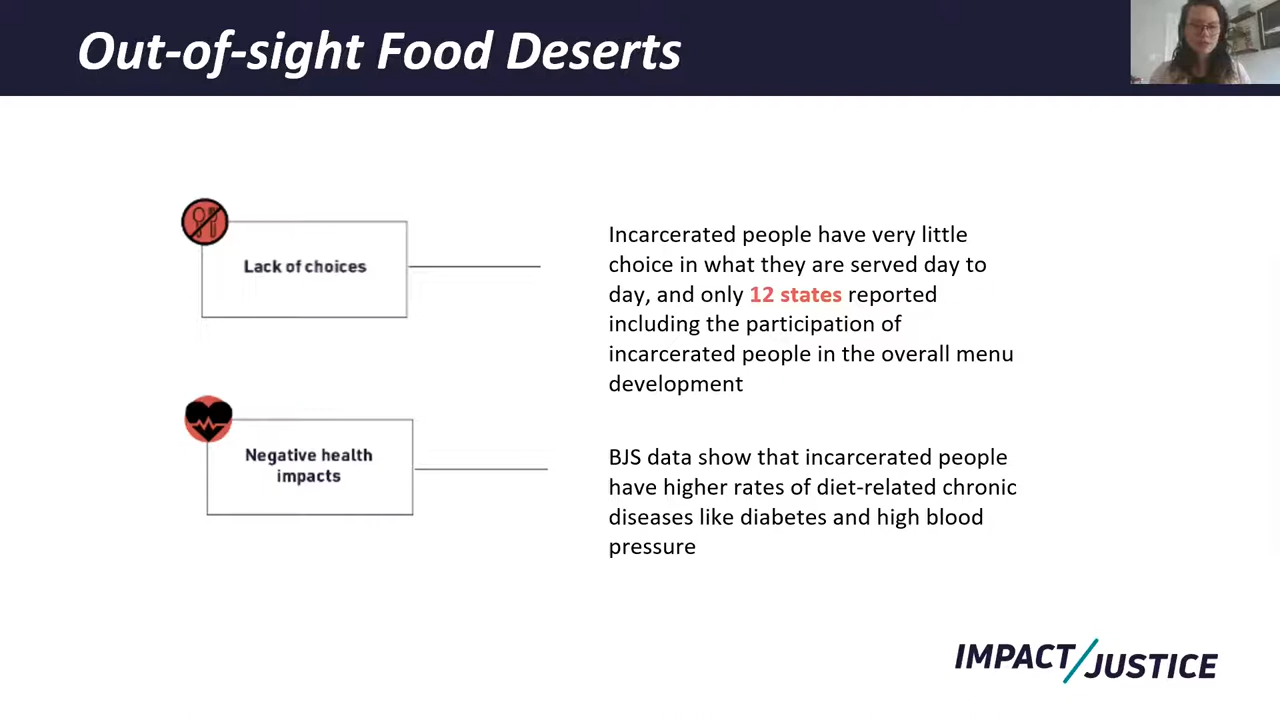 Out-of-sight Food Deserts
Lack of choices
Incarcerated people have very little
choice in what they are served day to
day, and only 12 states reported
including the participation of
incarcerated people in the overall menu
development
Negative health
impacts
BJS data show that incarcerated people
have higher rates of diet-related chronic
diseases like diabetes and high blood
pressure
IMPACT/JUSTICE